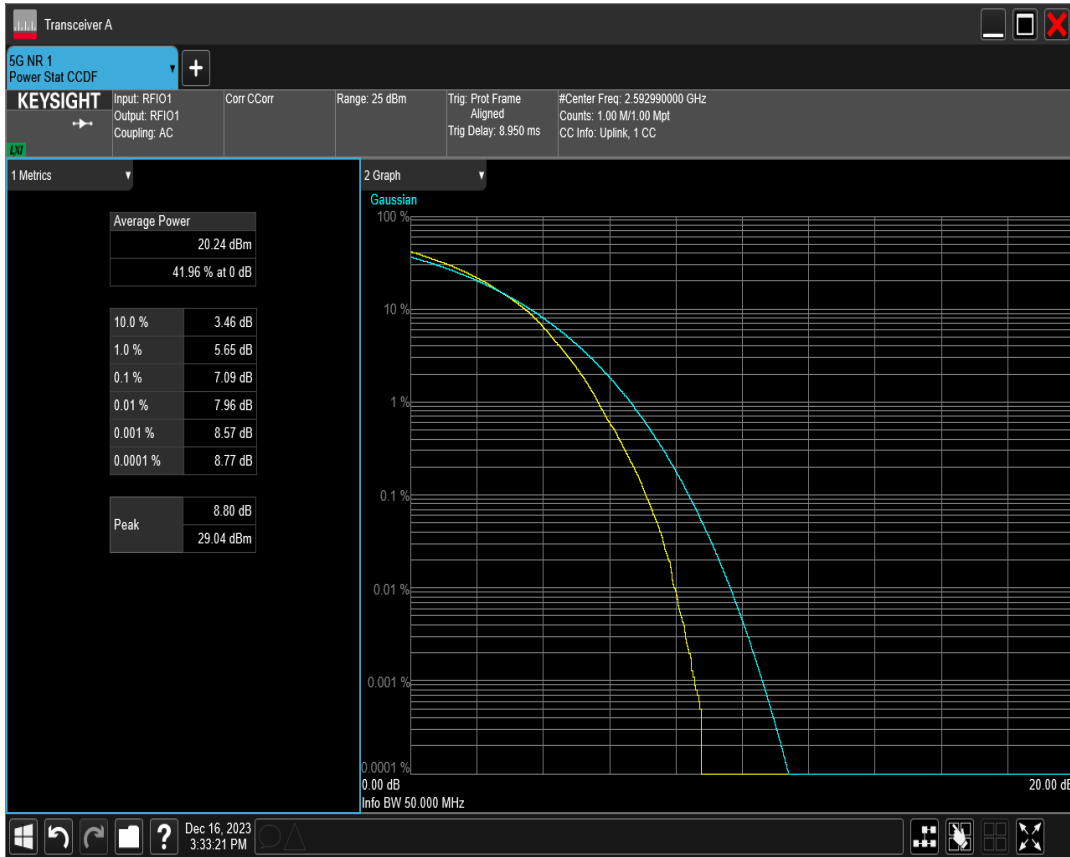 Transceiver A
5G NR 1
Power Stat CCDF
+
KEYSIGHT
LXI
Input: RFIO1
Output: RFIO1
Coupling: AC
Corr CCorr
Range: 25 dBm
Trig: Prot Frame
Aligned
Trig Delay: 8.950 ms
#Center Freq: 2.592990000 GHz
Counts: 1.00 M/1.00 Mpt
CC Info: Uplink, 1 CC
1 Metrics
Average Power
20.24 dBm
41.96 % at 0 dB
10.0 % 3.46 dB
1.0 % 5.65 dB
0.1 % 7.09 dB
0.01 % 7.96 dB
0.001 % 8.57 dB
0.0001 % 8.77 dB
Peak
8.80 dB
29.04 dBm
2 Graph
Gaussian
100 %
10 %
1 %
0.1 %
0.01 %
0.001 %
0.0001 %
0.00 dB 20.00 dB
Info BW 50.000 MHz
?
Dec 16, 2023
3:33:21 PM